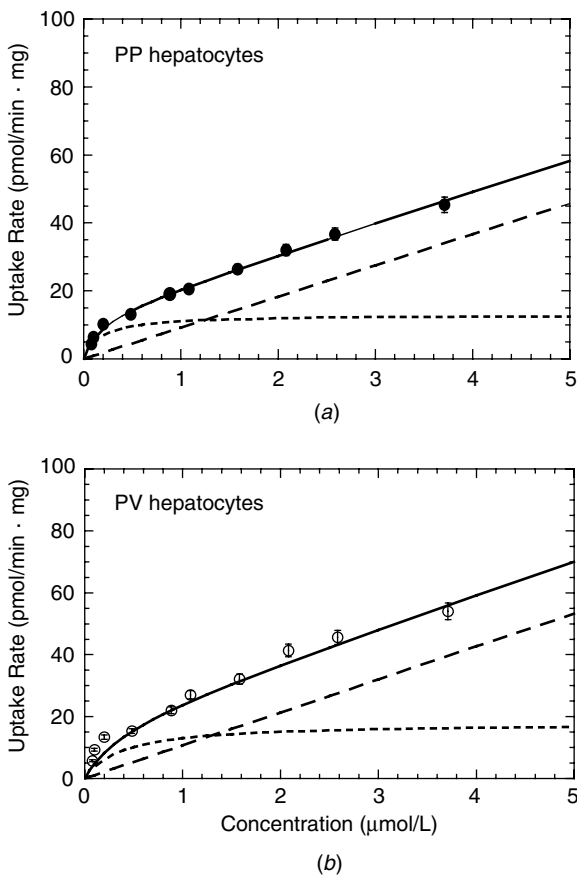 100
80
60
40
20
0
Uptake Rate (pmol/min · mg)
PP hepatocytes
0 1 2 3 4 5
(a)
100
80
60
40
20
0
Uptake Rate (pmol/min · mg)
PV hepatocytes
0 1 2 3 4 5
Concentration (μmol/L)
(b)